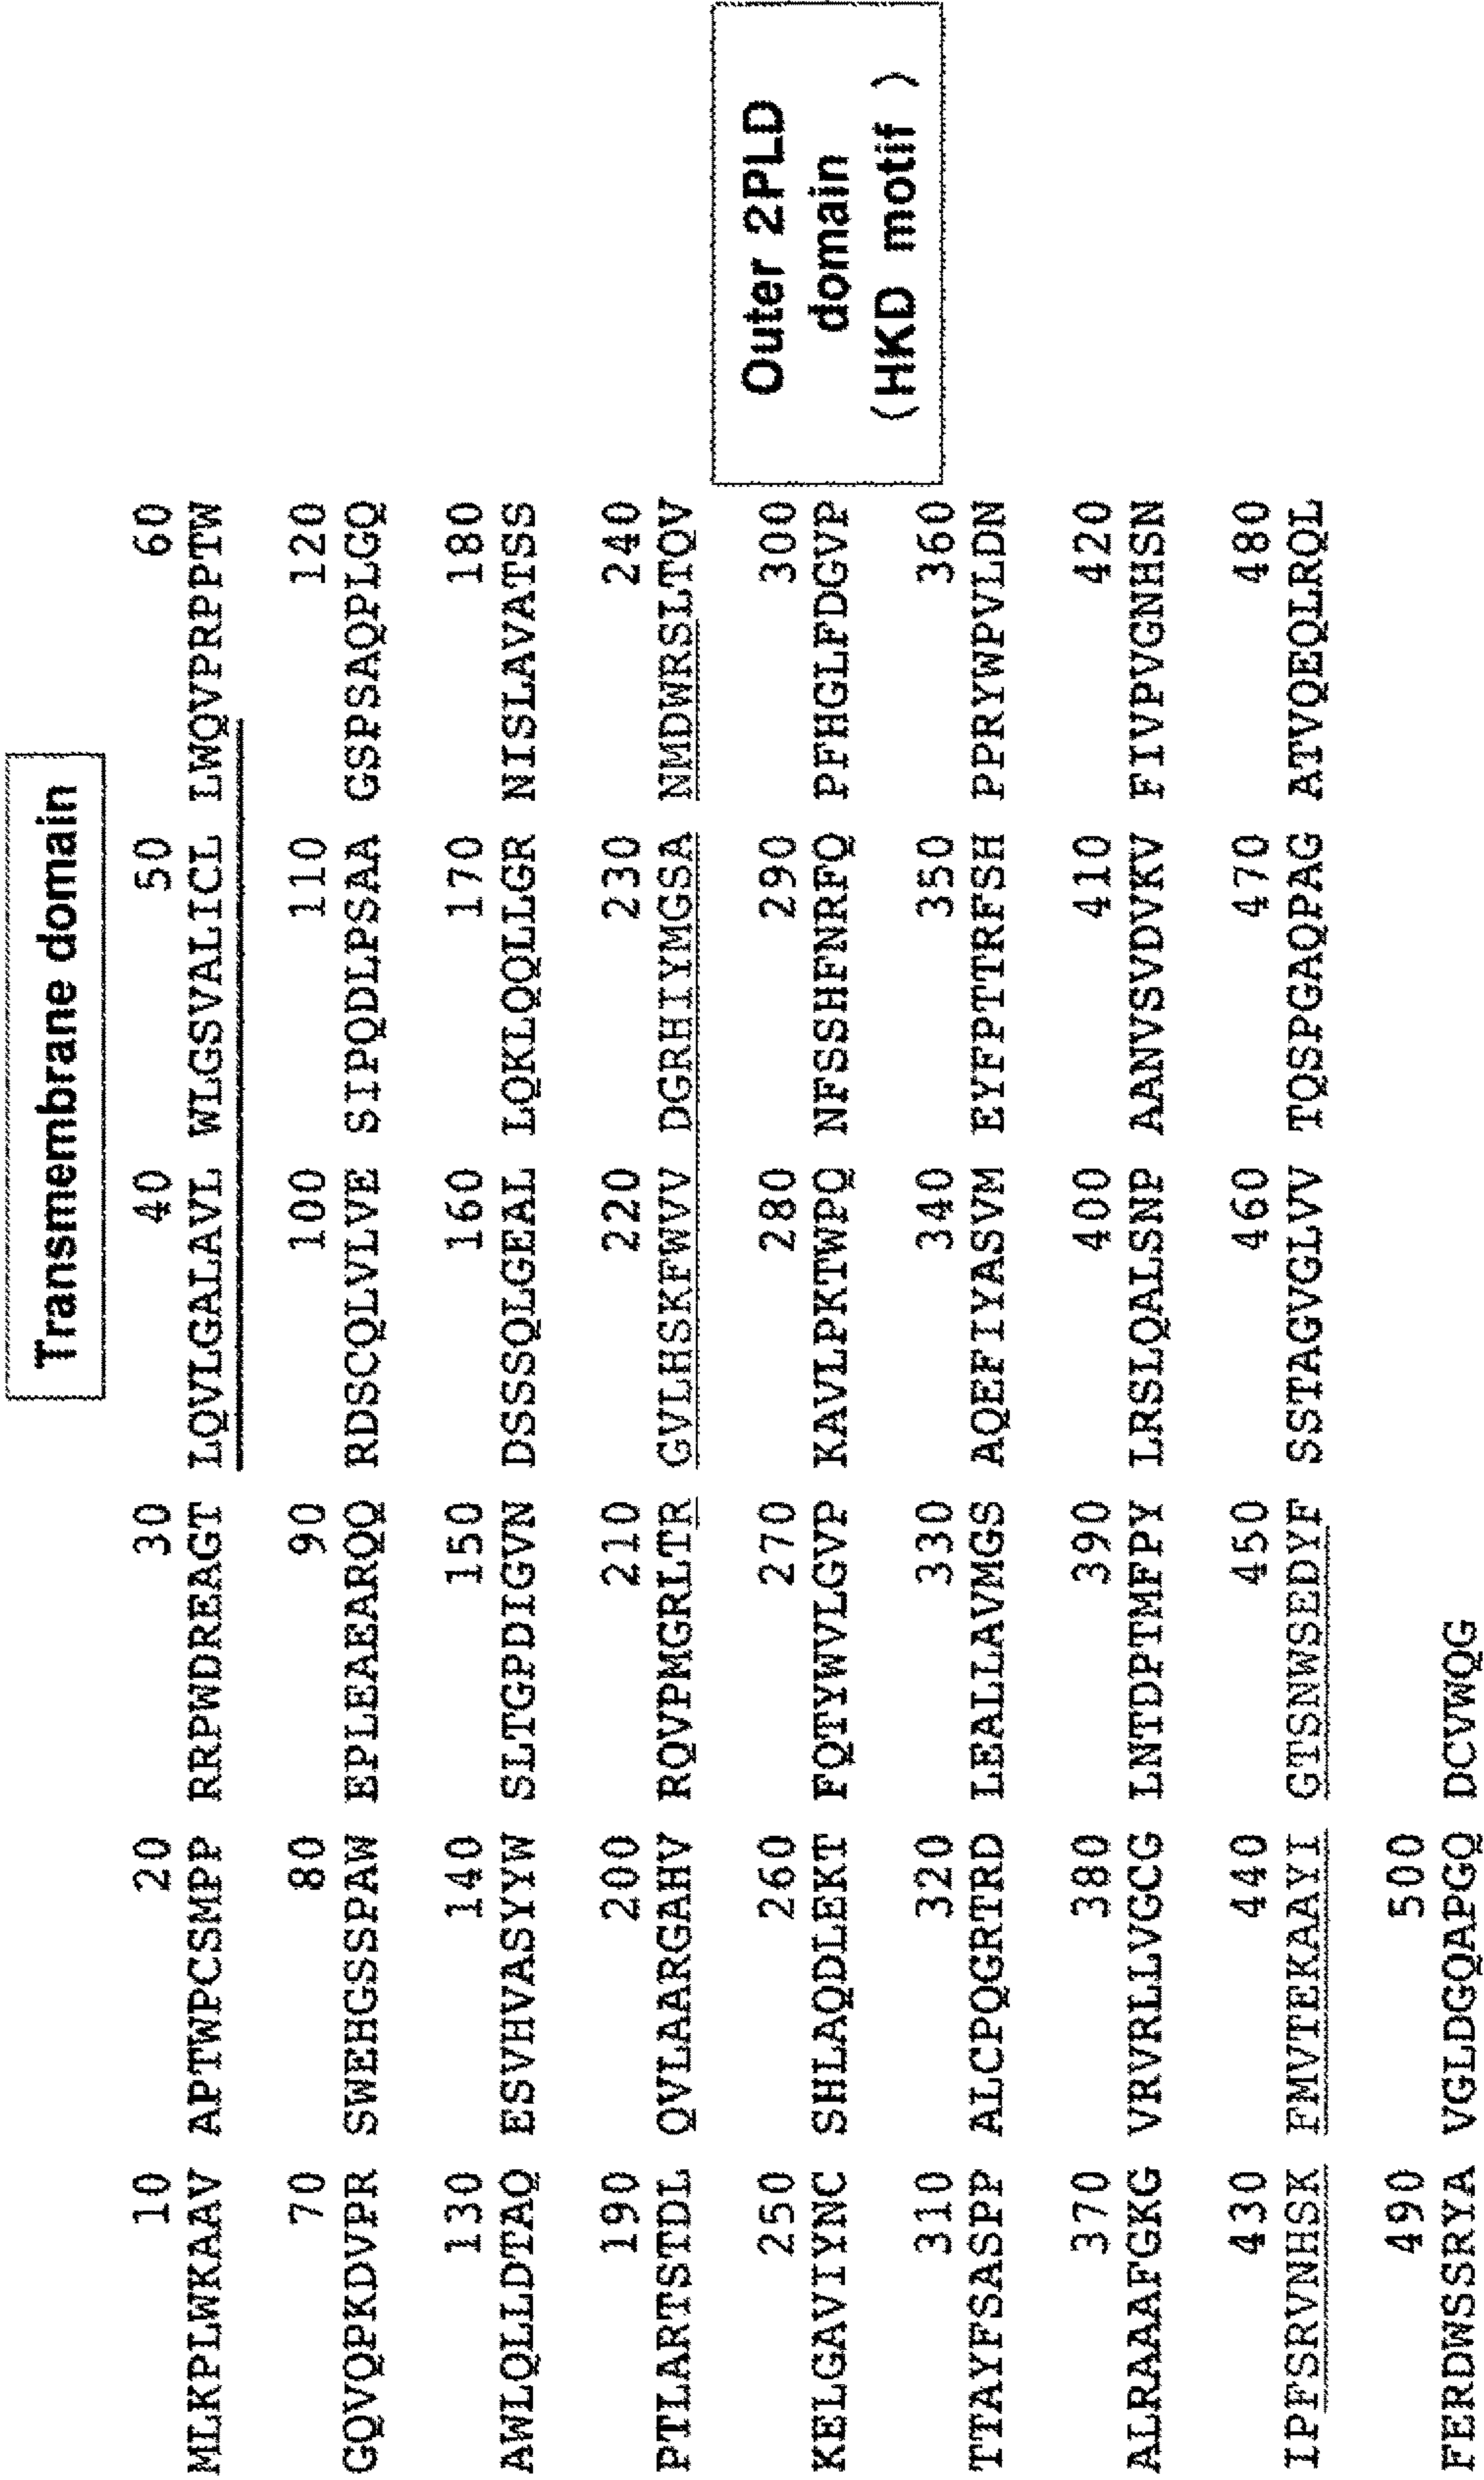 Transmembrane domain
10 20 30 40 50 60
MLKPLWKAAV APTWPCSMPP RRPWDREAGT LQVLGALAVL WLGSVALICL LWQVPRPPTW
70 80 90 100 110 120
GQVQPKDVPR SWEHGSSPAW EPLEAEARQQ RDSCQLVLVE SIPQDLPSAA GSPSAQPLGQ
130 140 150 160 170 180
AWLQLLDTAQ ESVHVASYYW SLTGPDIGVN DSSSQLGEAL LQKLQQLLGR NISLAVATSS
190 200 210 220 230 240
PTLARTSTDL QVLAARGAHV RQVPMGRLTR GVLHSKFWVV DGRHIYMGSA NMDWRSLTQV
250 260 270 280 290 300
KELGAVIYNC SHLAQDLEKT FQTYWVLGVP KAVLPKTWPQ NFSSHFNRFQ PFHGLFDGVP
310 320 330 340 350 360
TTAYFSASPP ALCPQGRTRD LEALLAVMGS AQEFIYASVM EYFPTTRFSH PPRYWPVLDN
370 380 390 400 410 420
ALRAAAFGKG VRVRLLVGCG LNTDPTMFPY LRSLQALSNP AANVSVDVKV FIVPVGNHSN
430 440 450 460 470 480
IPFSRVNHSK FMVTEKAAYI GTSNWSEDYF SSTAGVGLVV TQSPGAQPAG ATVQEQLRQL
490 500
FERDWSSRYA VGLDGQAPGQ DCVWQG
Outer 2PLD
domain
(HKD motif )